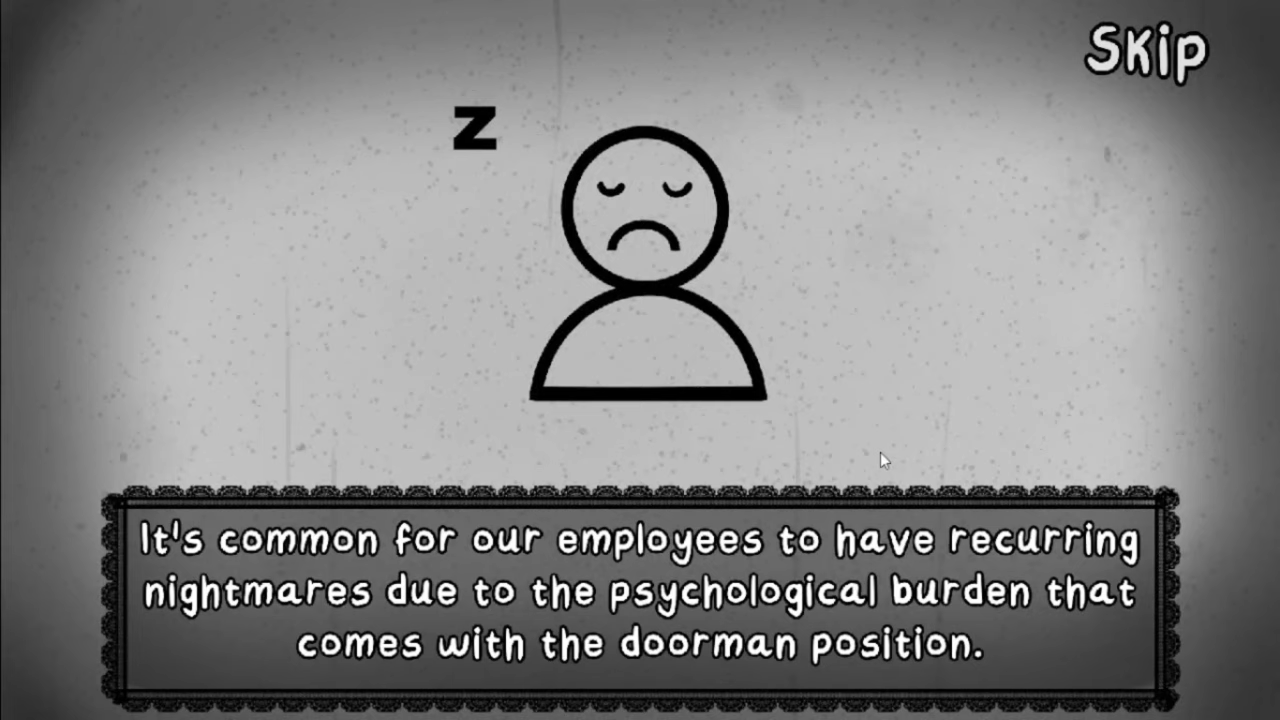 Skip
z
It's common for our employees to have recurring
nightmares due to the psychological burden that
comes with the doorman position.